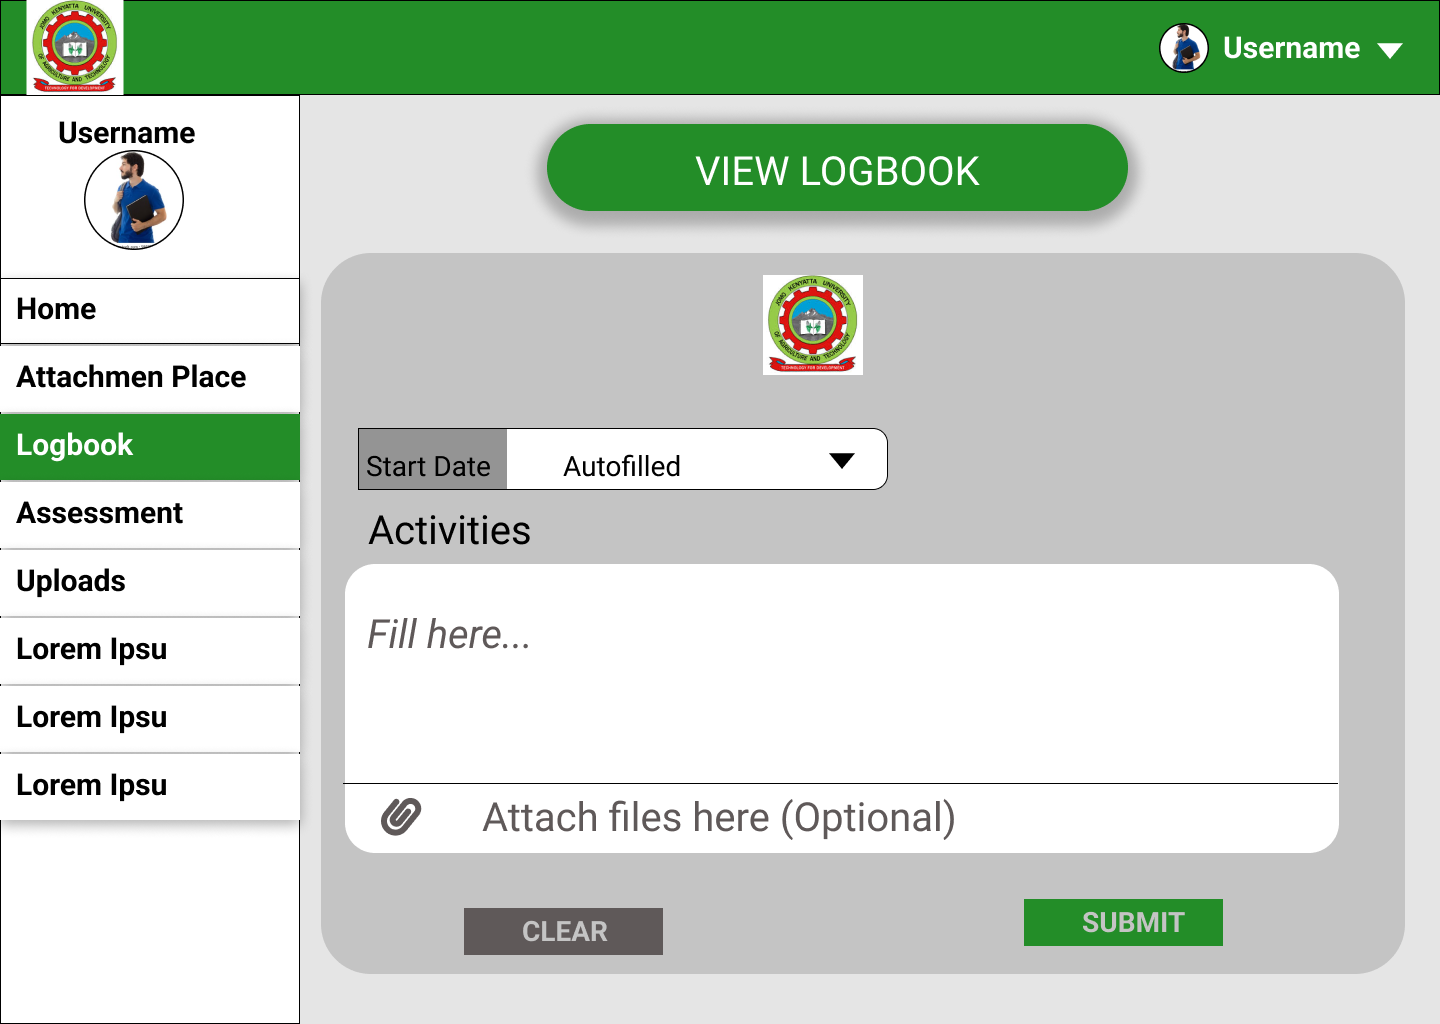 JOMO KENYATTA UNIVERSITY
OF AGRICULTURE AND TECHNOLOGY
TECHNOLOGY FOR DEVELOPMENT
Username
Username
VIEW LOGBOOK
Home
Attachmen Place
Logbook
Assessment
Uploads
Lorem Ipsu
Lorem Ipsu
Lorem Ipsu
JOMO KENYATTA UNIVERSITY
OF AGRICULTURE AND TECHNOLOGY
TECHNOLOGY FOR DEVELOPMENT
Start Date Autofilled
Activities
Fill here...
Attach files here (Optional)
CLEAR
SUBMIT